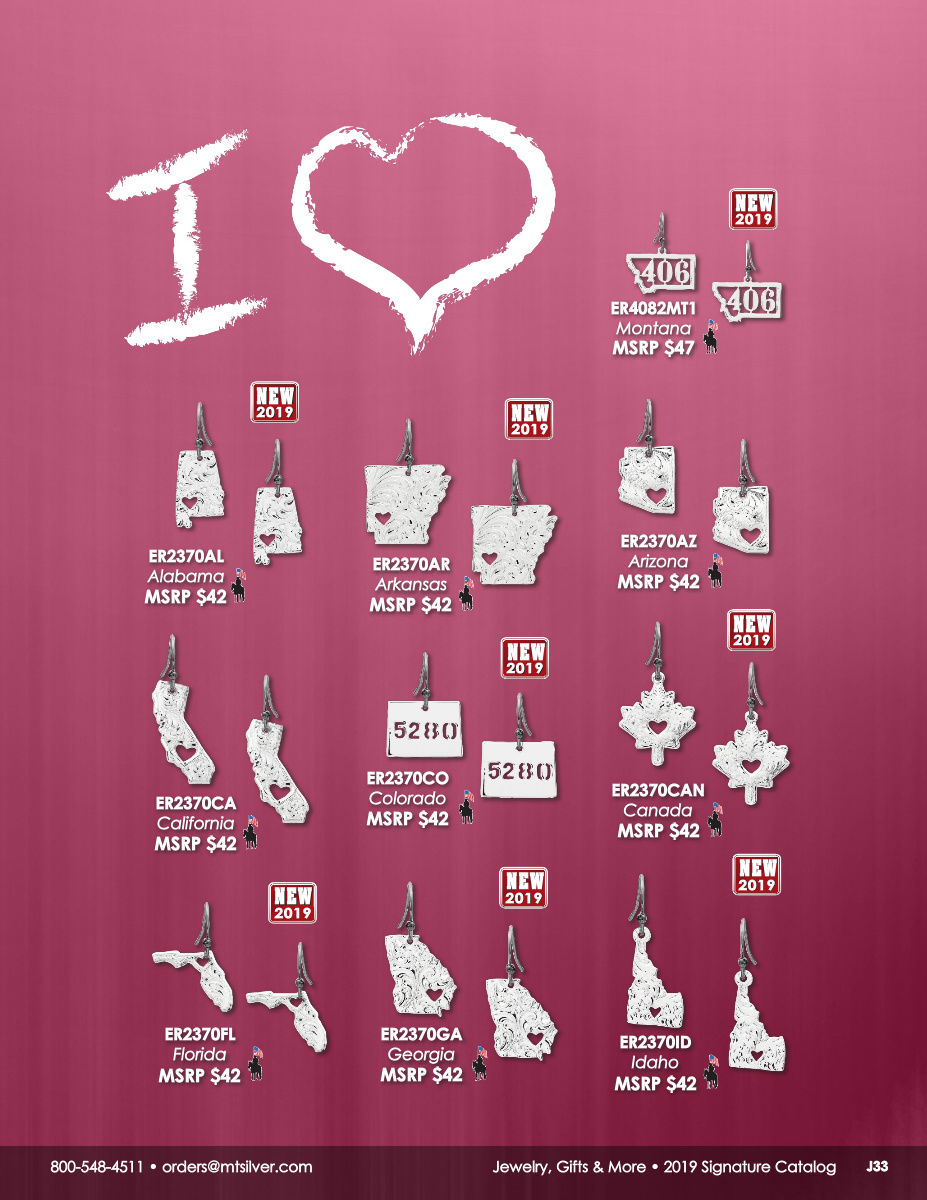 I
NEW
2019
406
406
ER4082MT1
Montana
MSRP $47
NEW
2019
ER2370AL
Alabama
MSRP $42
NEW
2019
ER2370AR
Arkansas
MSRP $42
ER2370AZ
Arizona
MSRP $42
ER2370CA
California
MSRP $42
NEW
2019
5280
5280
ER2370CO
Colorado
MSRP $42
NEW
2019
ER2370CAN
Canada
MSRP $42
NEW
2019
ER2370FL
Florida
MSRP $42
NEW
2019
ER2370GA
Georgia
MSRP $42
NEW
2019
ER2370ID
Idaho
MSRP $42
800-548-4511 • orders@mtsilver.com
Jewelry, Gifts & More • 2019 Signature Catalog J33